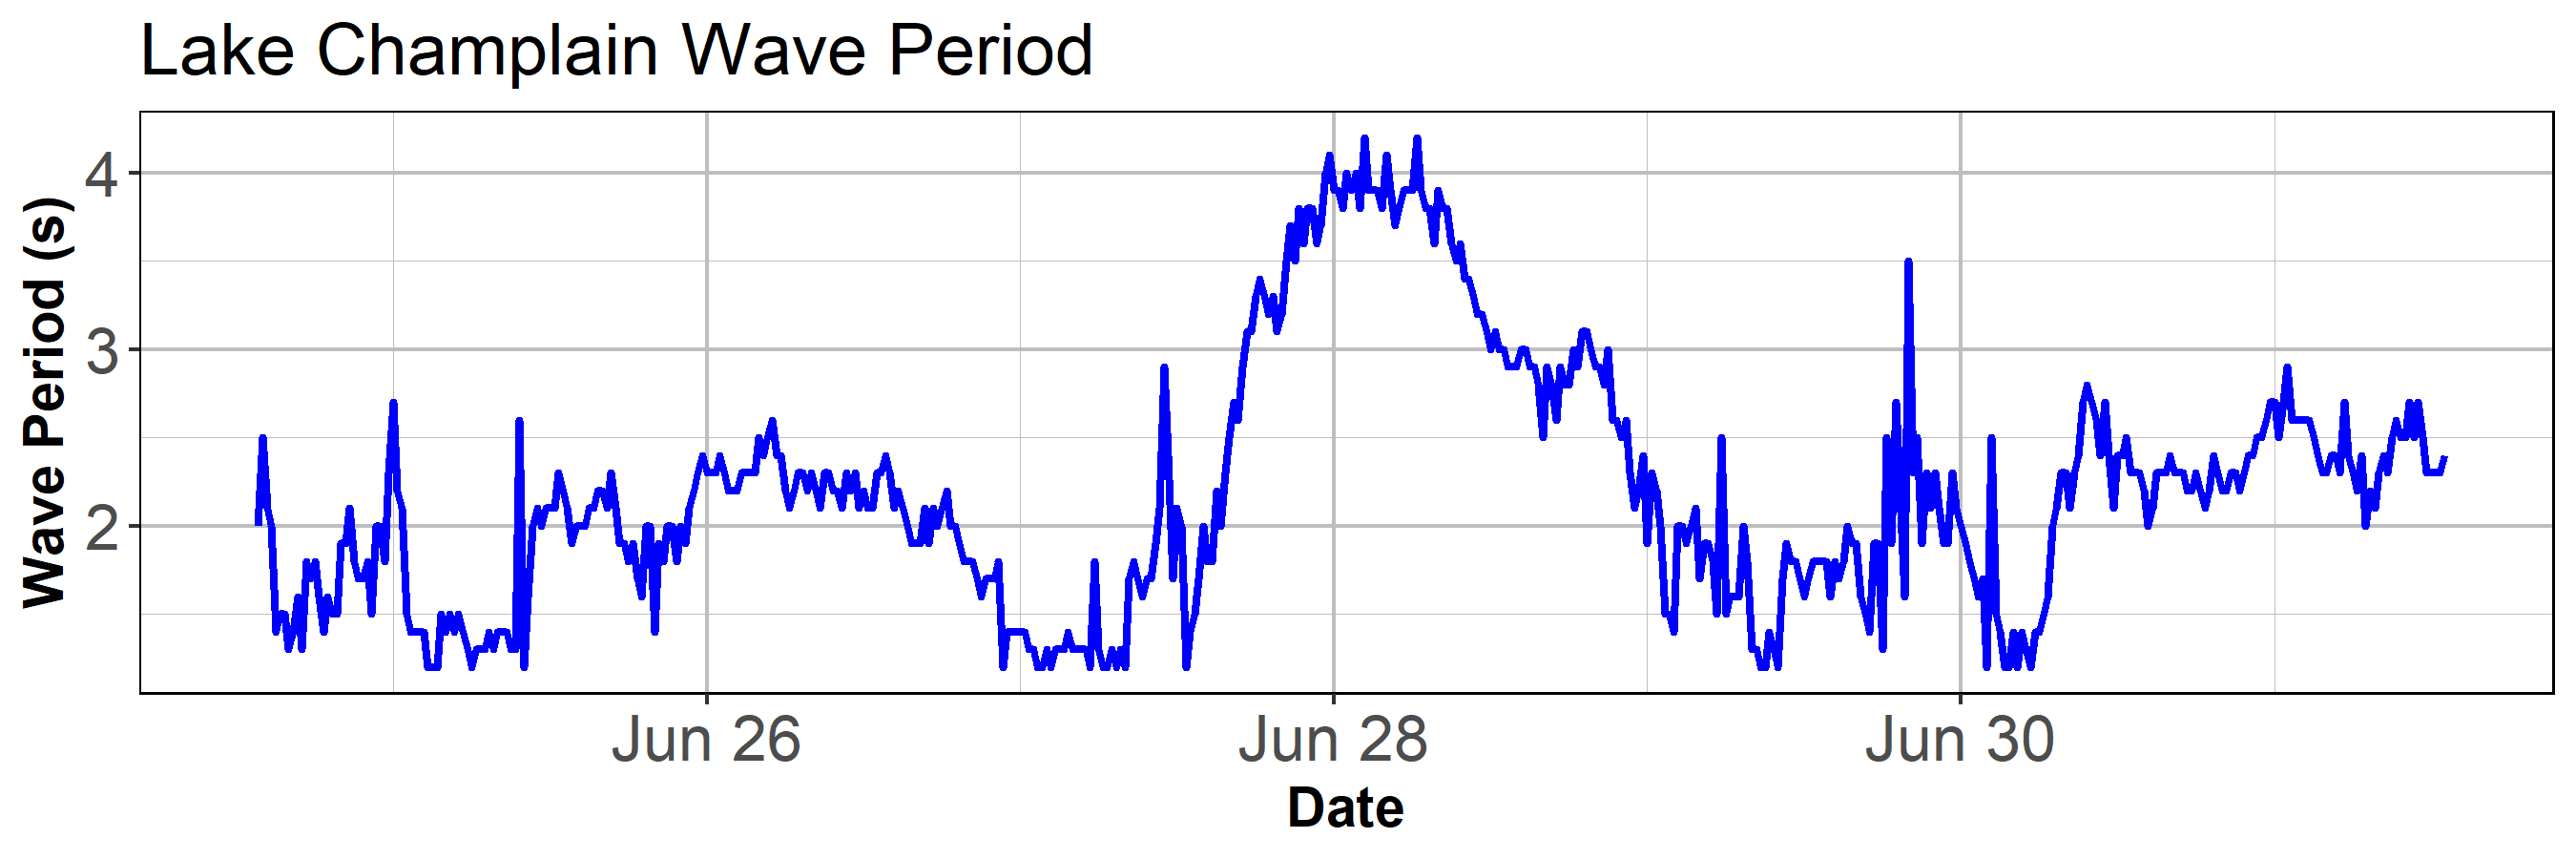 Lake Champlain Wave Period
Wave Period (s)
4
3
2
Jun 26
Jun 28
Jun 30
Date